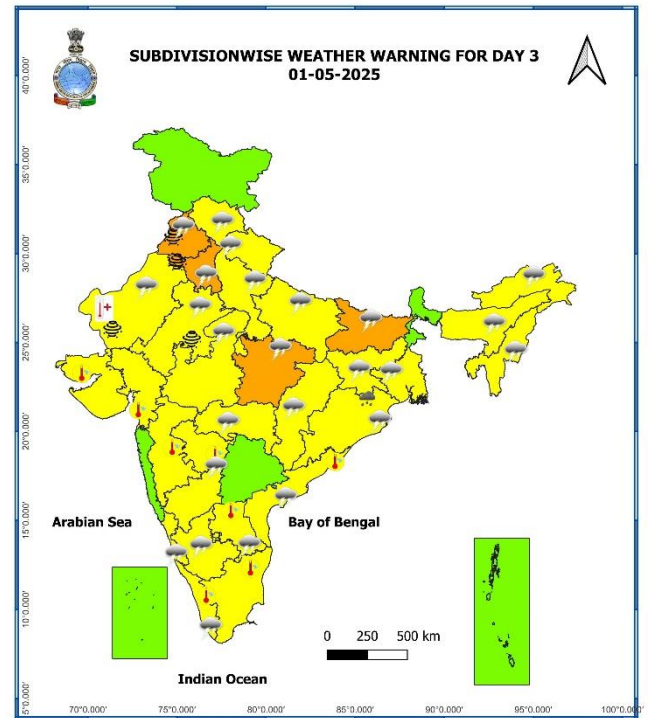 SUBDIVISIONWISE WEATHER WARNING FOR DAY 3
01-05-2025
40°0.000'
35°0.000'
30°0.000'
25°0.000'
20°0.000'
15°0.000'
10°0.000'
5°0.000'
Arabian Sea
Bay of Bengal
0 250 500 km
Indian Ocean
70°0.000' 75°0.000' 80°0.000' 85°0.000' 90°0.000' 95°0.000' 100°0.000'